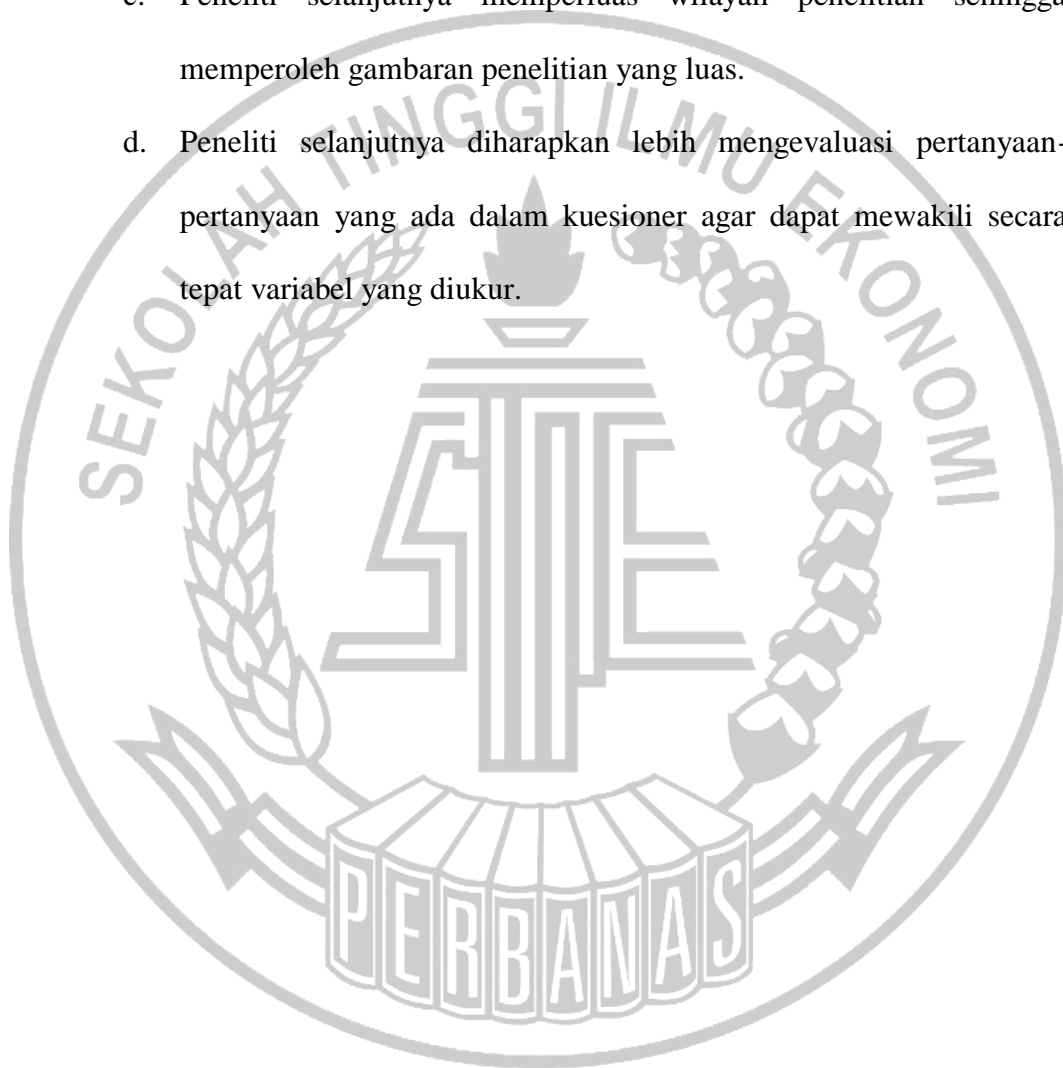 c. Peneliti selanjutnya memperluas wilayah penelitian sehingga
memperoleh gambaran penelitian yang luas.
d. Peneliti selanjutnya diharapkan lebih mengevaluasi pertanyaan-
pertanyaan yang ada dalam kuesioner agar dapat mewakili secara
tepat variabel yang diukur.
SEKOLAH TINGGI ILMU EKONOMI
STIE
PERBANAS